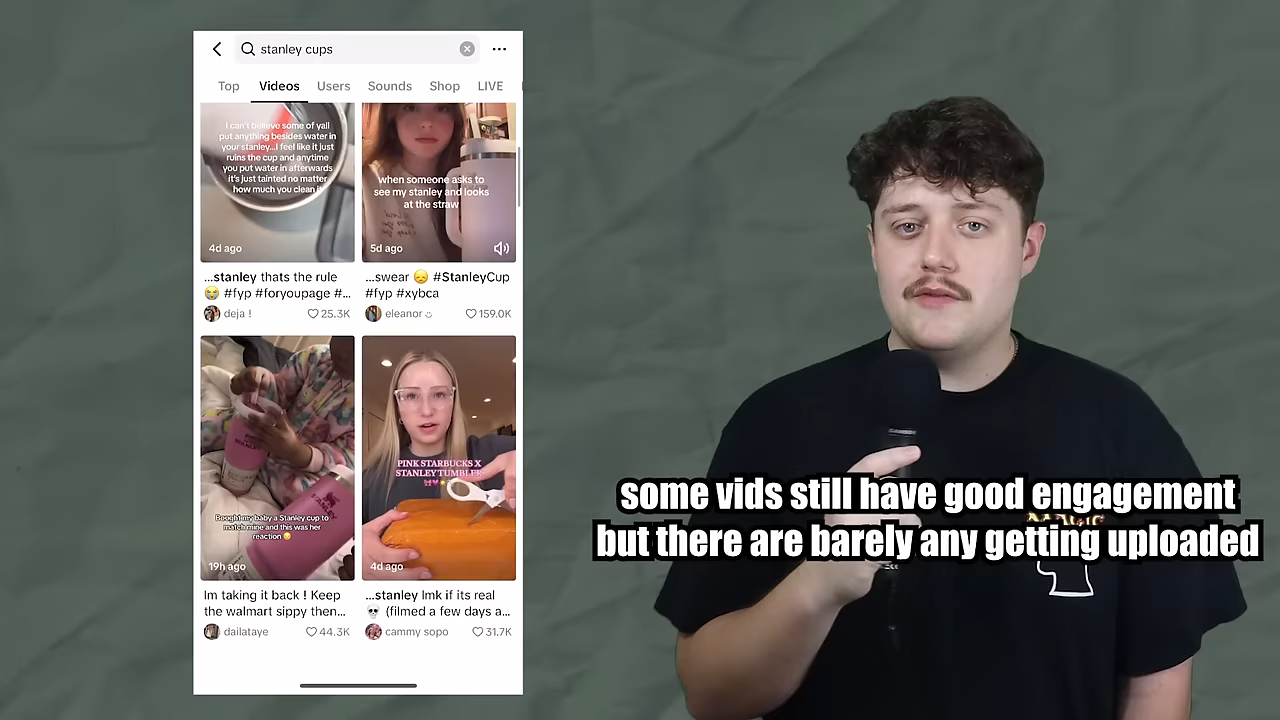 stanley cups
Top Videos Users Sounds Shop LIVE
I can't believe some of yall
put anything besides water in
your stanley...I feel like it just
ruins the cup and anytime
you put water in afterwards
it's just tainted no matter
how much you clean it
4d ago
...stanley thats the rule
😭 #fyp #foryoupage #...
deja !
25.3K
when someone asks to
see my stanley and looks
at the straw
5d ago
...swear 😞 #StanleyCup
#fyp #xybca
eleanor
159.0K
Bought my baby a Stanley cup to
match mine and this was her
reaction
19h ago
Im taking it back ! Keep
the walmart sippy then...
dailataye
44.3K
PINK STARBUCKS X
STANLEY TUMBLER
4d ago
...stanley lmk if its real
💀 (filmed a few days a...
cammy sopo
31.7K
some vids still have good engagement
but there are barely any getting uploaded